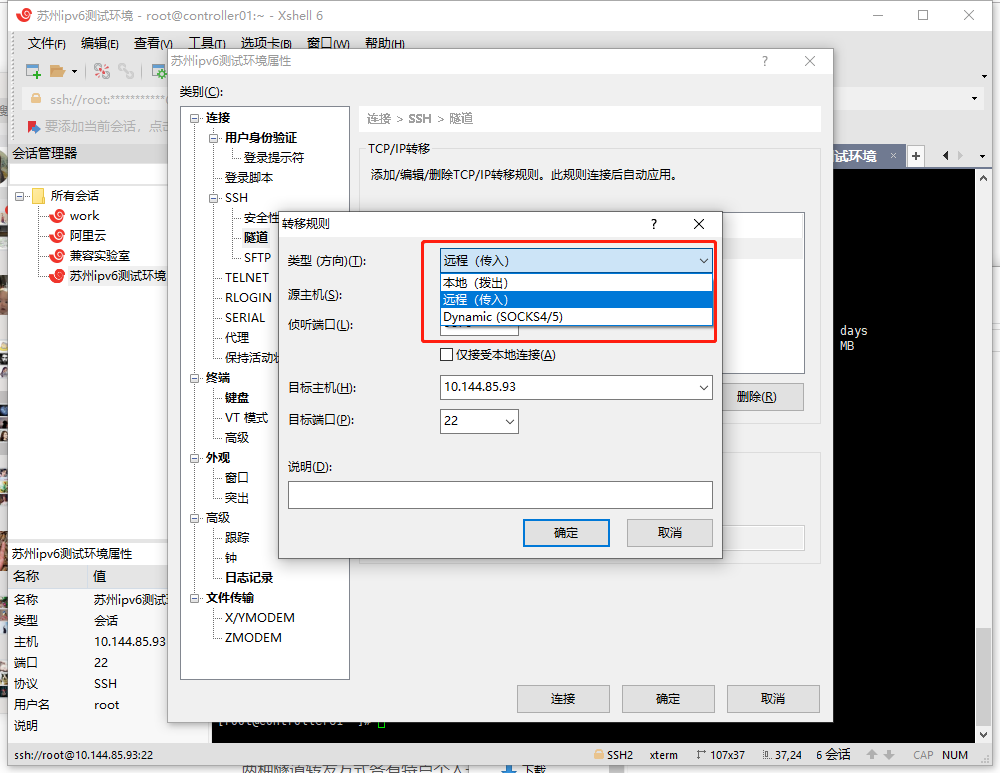 苏州ipv6测试环境 - root@controller01:~ - Xshell 6
文件(F) 编辑(E) 查看(V) 工具(T) 选项卡(B) 窗口(W) 帮助(H)
ssh://root:***********
要添加当前会话，点击
会话管理器
所有会话
work
阿里云
兼容实验室
苏州ipv6测试环境
苏州ipv6测试环境属性
名称 值
名称 苏州ipv6测试
类型 会话
主机 10.144.85.93
端口 22
协议 SSH
用户名 root
说明
苏州ipv6测试环境属性
?
类别(C):
连接
用户身份验证
登录提示符
登录脚本
SSH
安全性
隧道
SFTP
TELNET
RLOGIN
SERIAL
代理
保持活动状
终端
键盘
VT 模式
高级
外观
窗口
突出
高级
跟踪
钟
日志记录
文件传输
X/YMODEM
ZMODEM
连接 > SSH > 隧道
TCP/IP转移
添加/编辑/删除TCP/IP转移规则。此规则连接后自动应用。
删除(R)
连接 确定 取消
转移规则
?
类型 (方向)(T): 远程（传入）
本地（拨出）
远程（传入）
Dynamic (SOCKS4/5)
源主机(S):
侦听端口(L):
仅接受本地连接(A)
目标主机(H): 10.144.85.93
目标端口(P): 22
说明(D):
确定 取消
试环境
days
MB
[root@controller01 ~]#
ssh://root@10.144.85.93:22 SSH2 xterm 107x37 37,24 6 会话 CAP NUM
两种隧道转发方式各有特点个人
下载